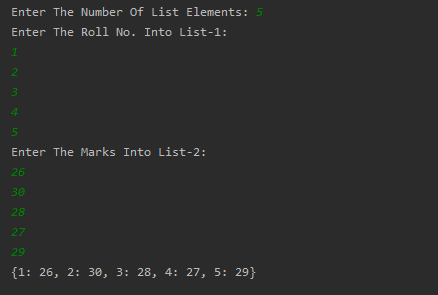 Enter The Number Of List Elements: 5
Enter The Roll No. Into List-1:
1
2
3
4
5
Enter The Marks Into List-2:
26
30
28
27
29
{1: 26, 2: 30, 3: 28, 4: 27, 5: 29}